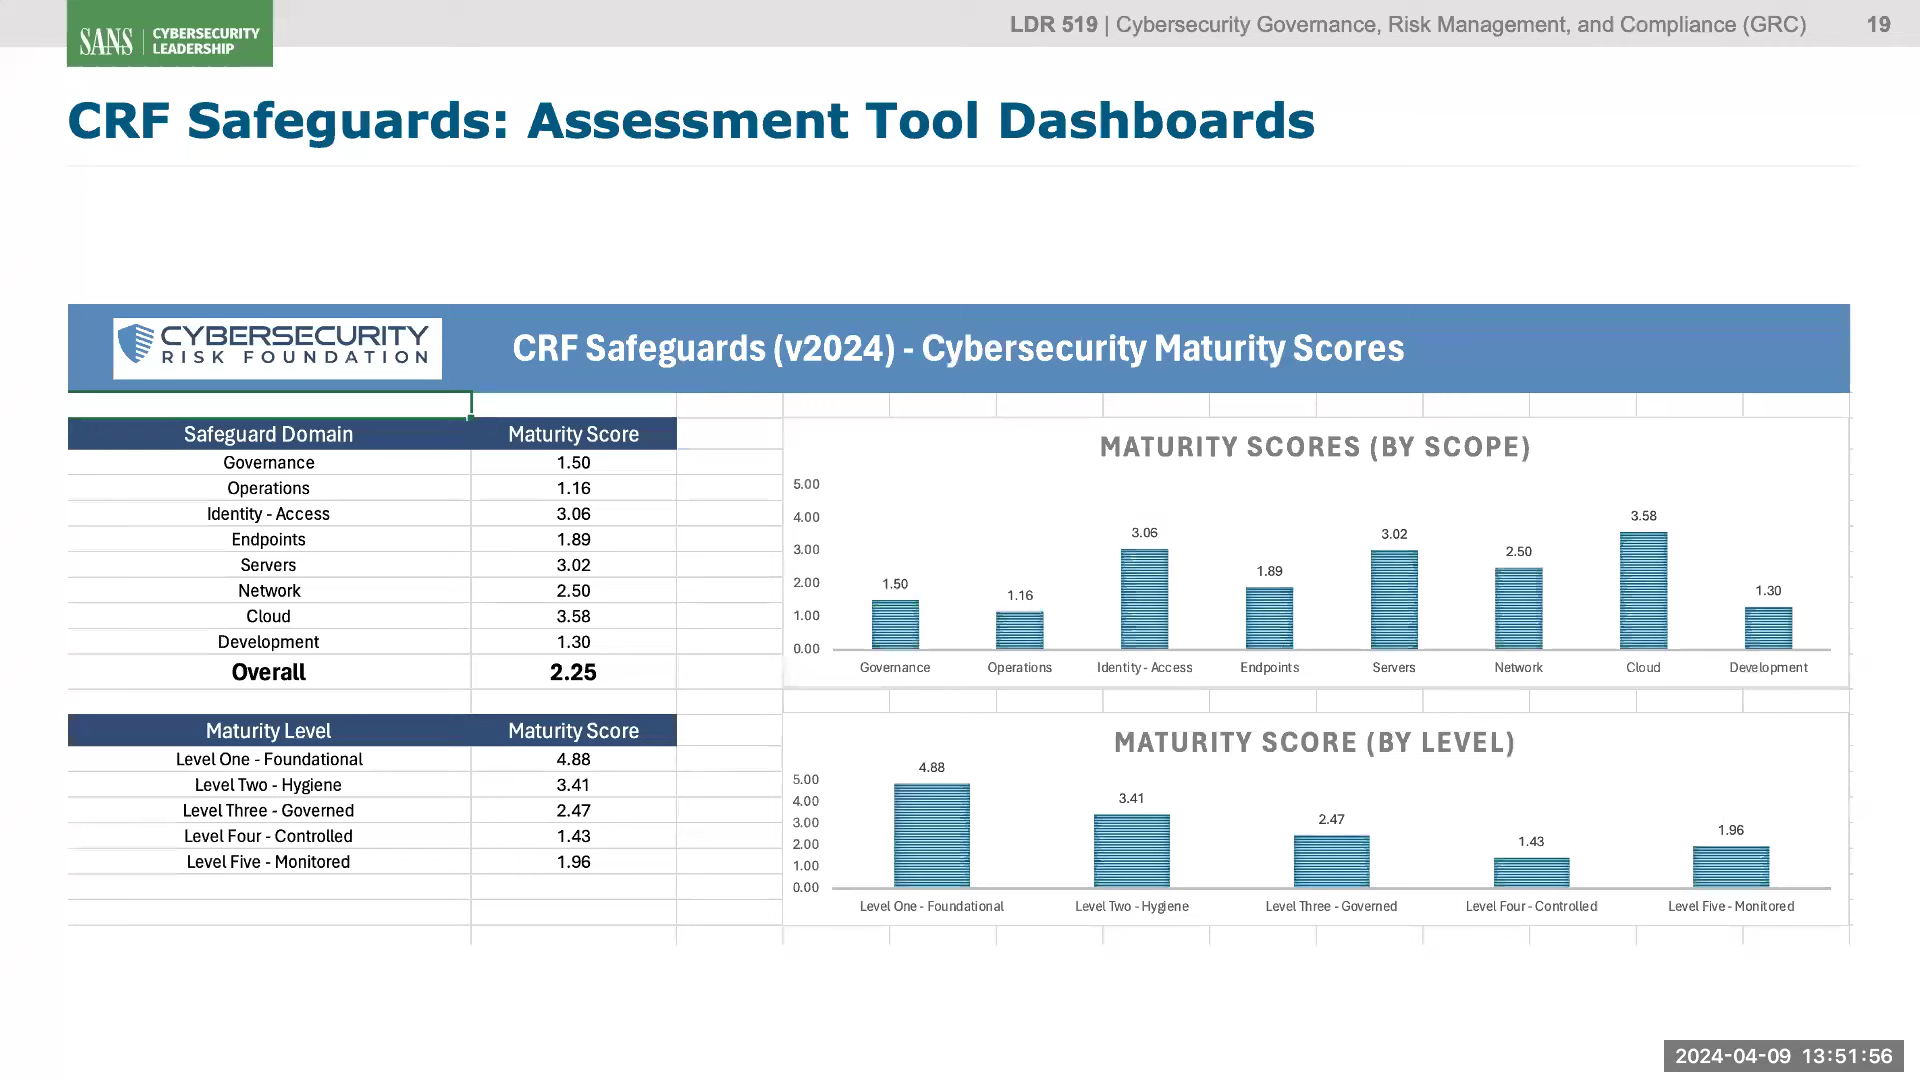 SANS | CYBERSECURITY LEADERSHIP
LDR 519 | Cybersecurity Governance, Risk Management, and Compliance (GRC)
19
CRF Safeguards: Assessment Tool Dashboards
CYBERSECURITY
RISK FOUNDATION
CRF Safeguards (v2024) - Cybersecurity Maturity Scores
Safeguard Domain Maturity Score
Governance 1.50
Operations 1.16
Identity - Access 3.06
Endpoints 1.89
Servers 3.02
Network 2.50
Cloud 3.58
Development 1.30
Overall 2.25
Maturity Level Maturity Score
Level One - Foundational 4.88
Level Two - Hygiene 3.41
Level Three - Governed 2.47
Level Four - Controlled 1.43
Level Five - Monitored 1.96
MATURITY SCORES (BY SCOPE)
5.00
4.00
3.00
2.00
1.00
0.00
1.50 1.16 3.06 1.89 3.02 2.50 3.58 1.30
Governance Operations Identity - Access Endpoints Servers Network Cloud Development
MATURITY SCORE (BY LEVEL)
5.00
4.00
3.00
2.00
1.00
0.00
4.88 3.41 2.47 1.43 1.96
Level One - Foundational Level Two - Hygiene Level Three - Governed Level Four - Controlled Level Five - Monitored
2024-04-09 13:51:56